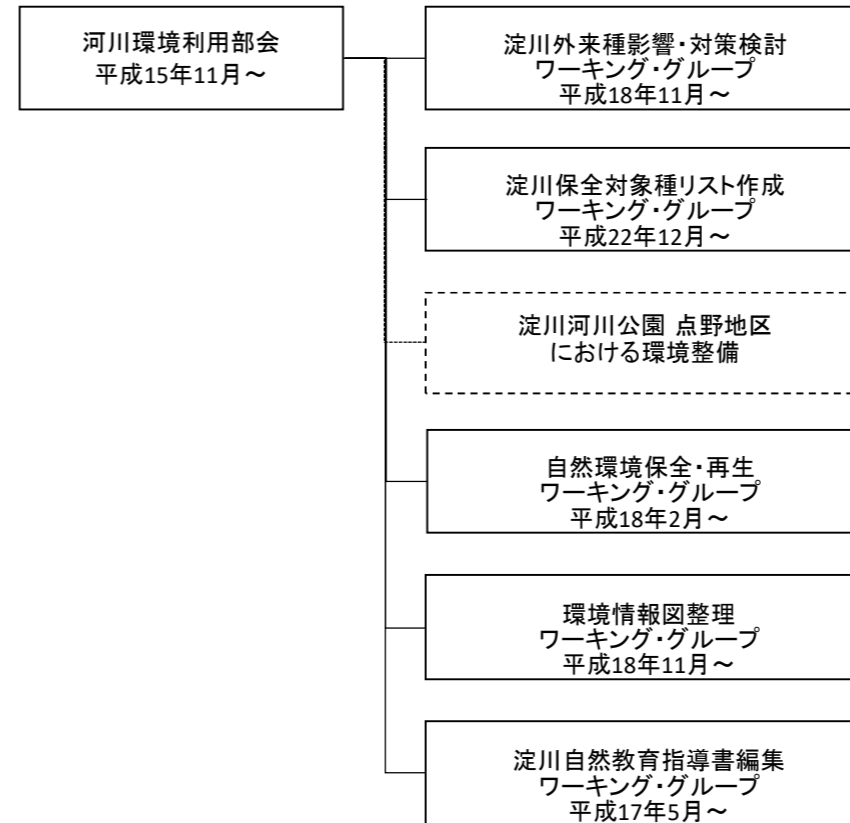 河川環境利用部会
平成15年11月～
淀川外来種影響・対策検討
ワーキング・グループ
平成18年11月～
淀川保全対象種リスト作成
ワーキング・グループ
平成22年12月～
淀川河川公園 点野地区
における環境整備
自然環境保全・再生
ワーキング・グループ
平成18年2月～
環境情報図整理
ワーキング・グループ
平成18年11月～
淀川自然教育指導書編集
ワーキング・グループ
平成17年5月～